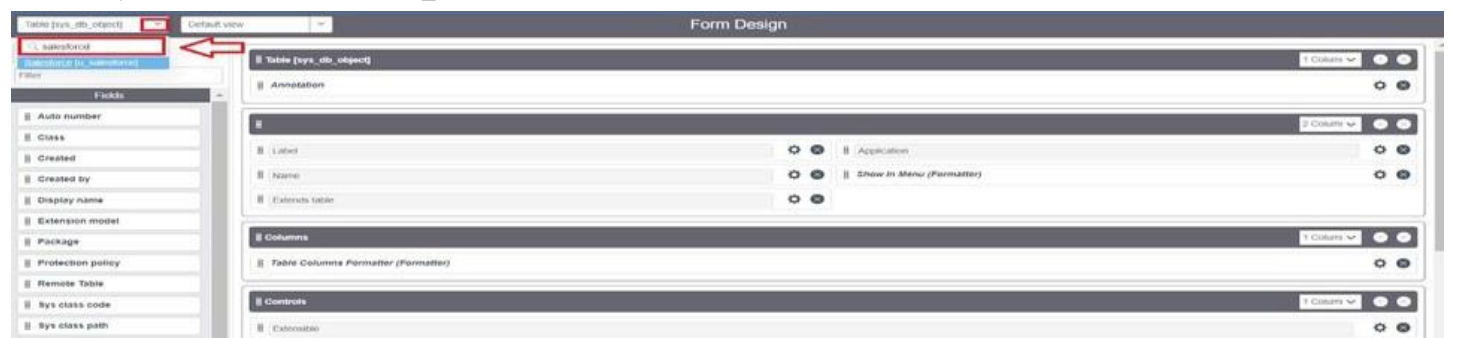 Table [sys_db_object] Default view Form Design
salesforcd
Salesforce [u_salesforce]
Filter
Fields
Auto number
Class
Created
Created by
Display name
Extension model
Package
Protection policy
Remote Table
Sys class code
Sys class path
Table [sys_db_object] 1 Column
Annotation
2 Column
Label Application
Name Show in Menu (Formatter)
Extends table
Columns 1 Column
Table Columns Formatter (Formatter)
Controls 1 Column
Extensible